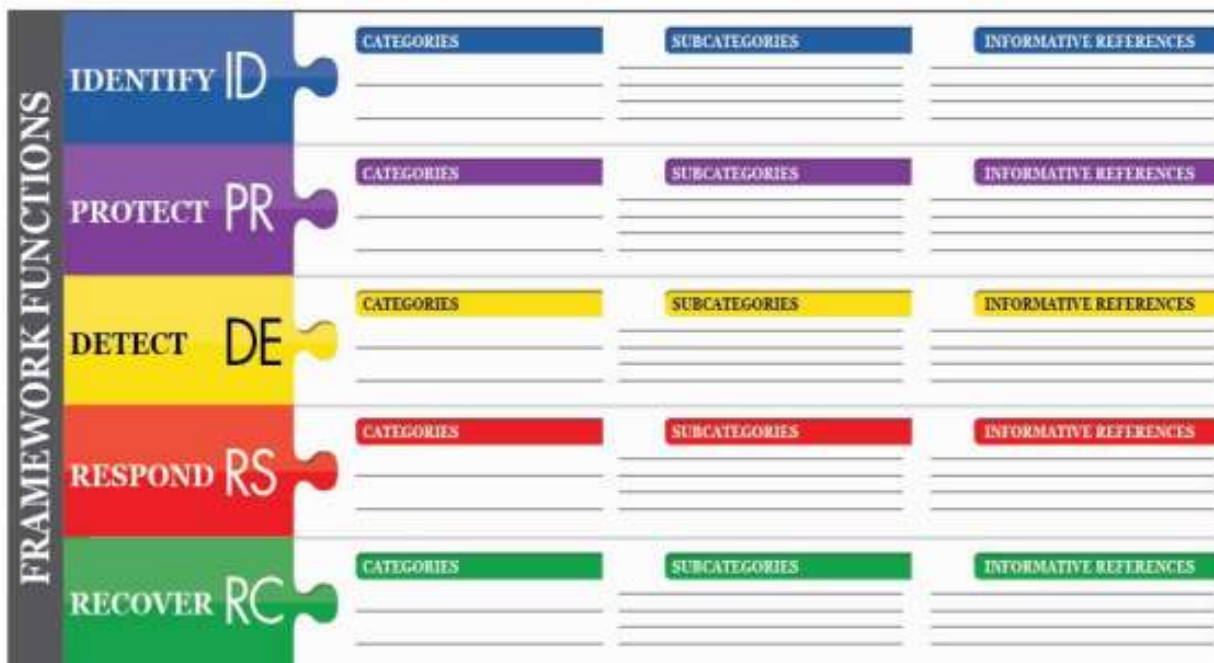 FRAMEWORK FUNCTIONS
IDENTIFY ID
CATEGORIES SUBCATEGORIES INFORMATIVE REFERENCES
PROTECT PR
CATEGORIES SUBCATEGORIES INFORMATIVE REFERENCES
DETECT DE
CATEGORIES SUBCATEGORIES INFORMATIVE REFERENCES
RESPOND RS
CATEGORIES SUBCATEGORIES INFORMATIVE REFERENCES
RECOVER RC
CATEGORIES SUBCATEGORIES INFORMATIVE REFERENCES